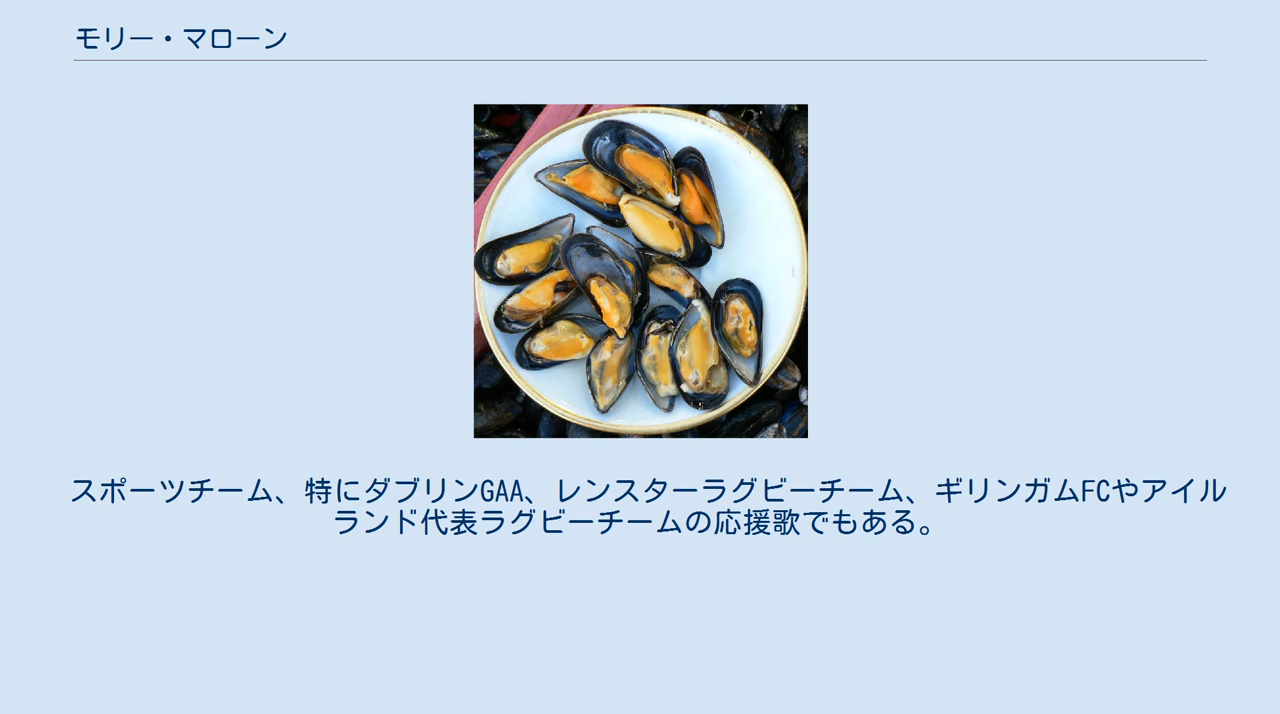 モリー・マローン
スポーツチーム、特にダブリンGAA、レンスターラグビーチーム、ギリンガムFCやアイル
ランド代表ラグビーチームの応援歌でもある。